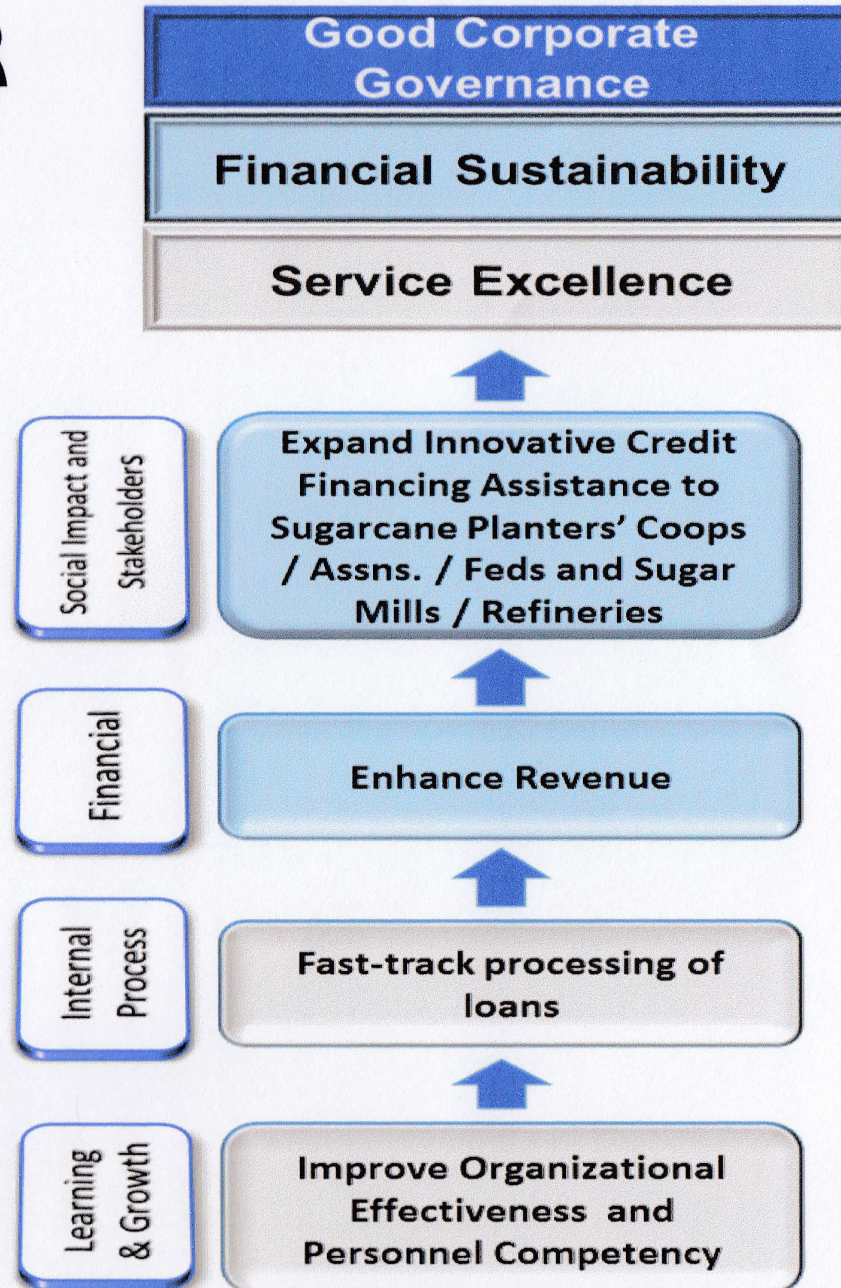 Good Corporate
Governance
Financial Sustainability
Service Excellence
Social Impact and
Stakeholders
Expand Innovative Credit
Financing Assistance to
Sugarcane Planters' Coops
/ Assns. / Feds and Sugar
Mills / Refineries
Financial
Enhance Revenue
Internal
Process
Fast-track processing of
loans
Learning
& Growth
Improve Organizational
Effectiveness and
Personnel Competency